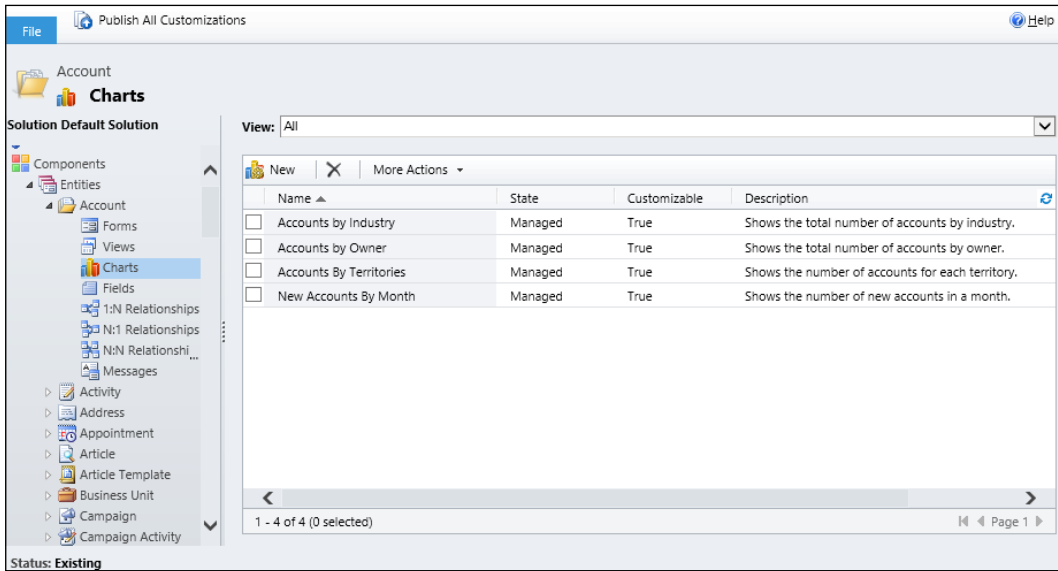 File
Publish All Customizations
Help
Account
Charts
Solution Default Solution
View: All
Components
Entities
Account
Forms
Views
Charts
Fields
1:N Relationships
N:1 Relationships
N:N Relationshi...
Messages
Activity
Address
Appointment
Article
Article Template
Business Unit
Campaign
Campaign Activity
New More Actions
Name State Customizable Description
Accounts by Industry Managed True Shows the total number of accounts by industry.
Accounts by Owner Managed True Shows the total number of accounts by owner.
Accounts By Territories Managed True Shows the number of accounts for each territory.
New Accounts By Month Managed True Shows the number of new accounts in a month.
1 - 4 of 4 (0 selected) Page 1
Status: Existing